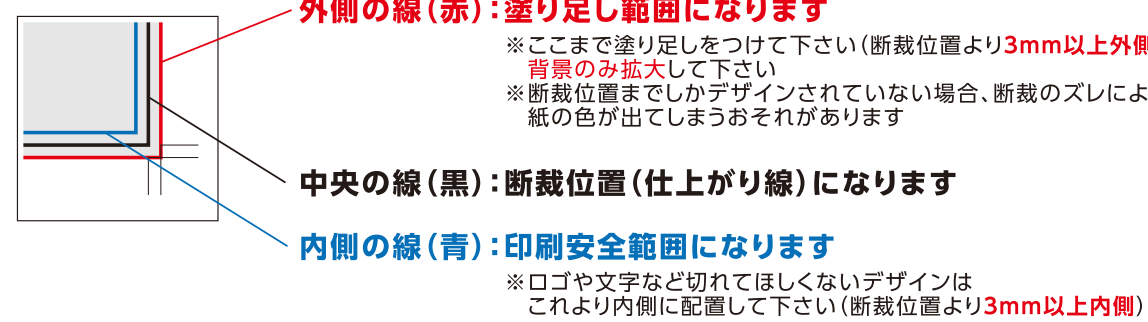 外側の線（赤）：塗り足し範囲になります
※ここまで塗り足しをつけて下さい（断裁位置より3mm以上外側
背景のみ拡大して下さい
※断裁位置までしかデザインされていない場合、断裁のズレによ
紙の色が出てしまうおそれがあります
中央の線（黒）：断裁位置（仕上がり線）になります
内側の線（青）：印刷安全範囲になります
※ロゴや文字など切れてほしくないデザインは
これより内側に配置して下さい（断裁位置より3mm以上内側）